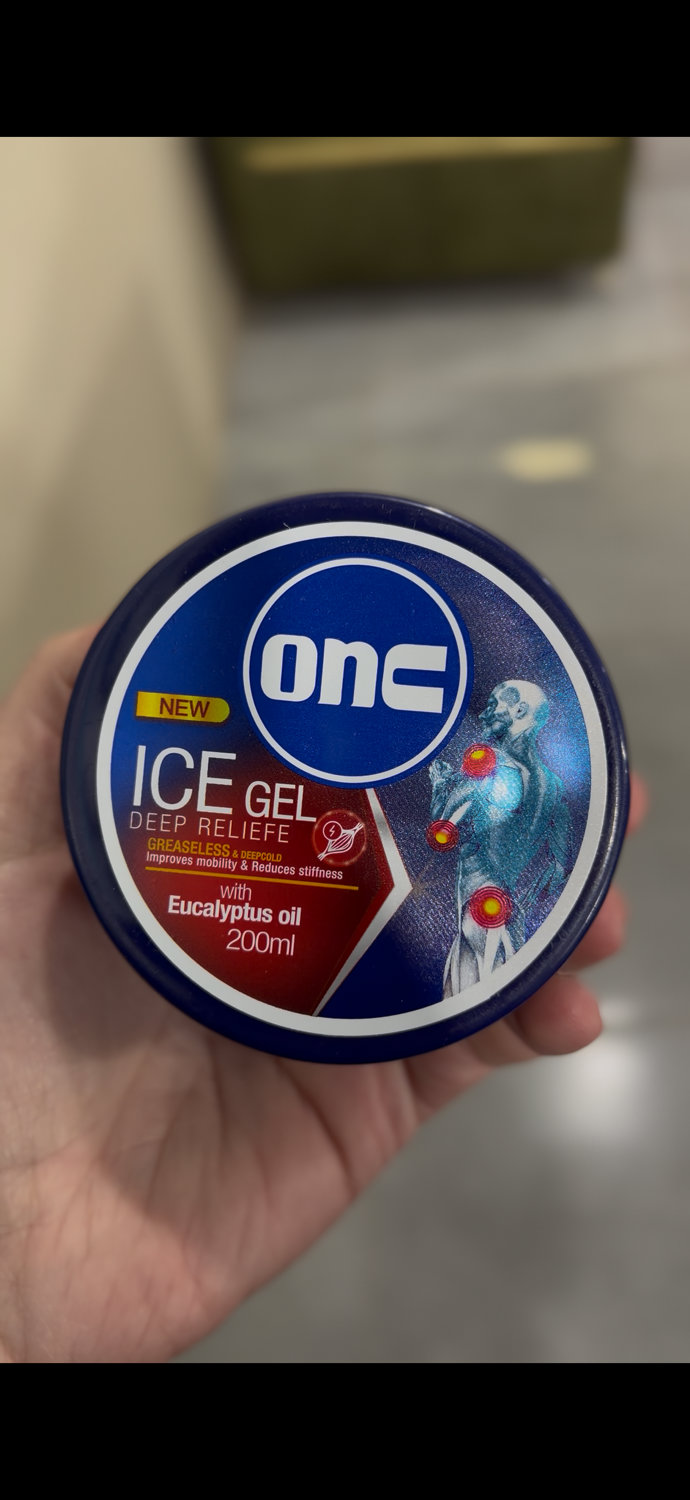 onc
NEW
ICE GEL
DEEP RELIEFE
GREASELESS & DEEPCOLD
Improves mobility & Reduces stiffness
with
Eucalyptus oil
200ml